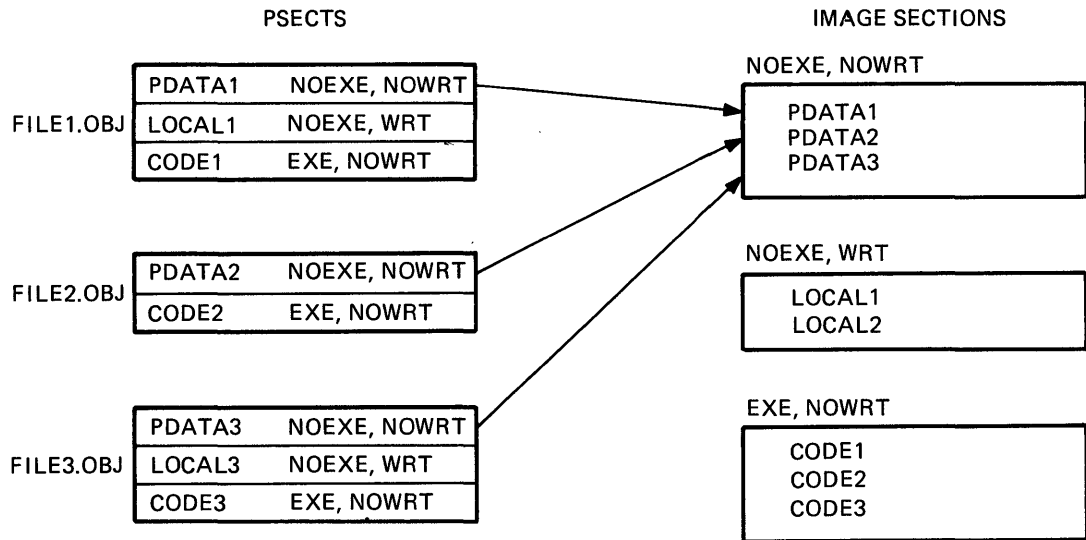 PSECTS
FILE1.OBJ
PDATA1 NOEXE, NOWRT
LOCAL1 NOEXE, WRT
CODE1 EXE, NOWRT
FILE2.OBJ
PDATA2 NOEXE, NOWRT
CODE2 EXE, NOWRT
FILE3.OBJ
PDATA3 NOEXE, NOWRT
LOCAL3 NOEXE, WRT
CODE3 EXE, NOWRT
IMAGE SECTIONS
NOEXE, NOWRT
PDATA1
PDATA2
PDATA3
NOEXE, WRT
LOCAL1
LOCAL2
EXE, NOWRT
CODE1
CODE2
CODE3